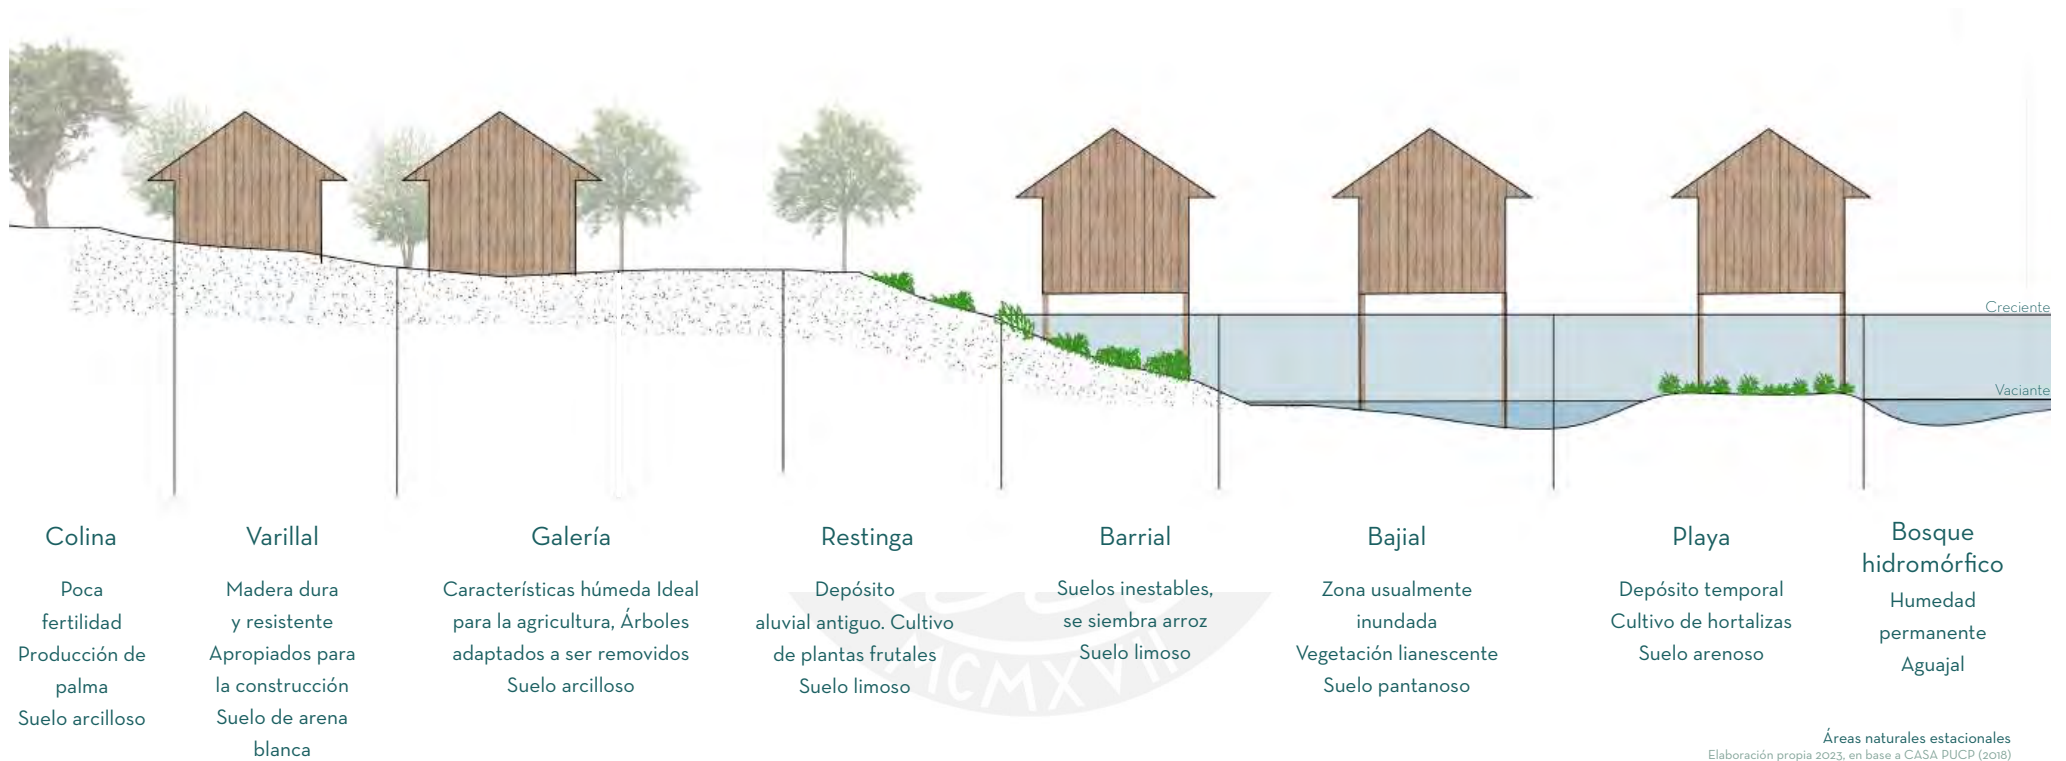 Creciente
Vaciante
Colina
Poca
fertilidad
Producción de
palma
Suelo arcilloso
Varillal
Madera dura
y resistente
Apropiados para
la construcción
Suelo de arena
blanca
Galería
Características húmeda Ideal
para la agricultura, Árboles
adaptados a ser removidos
Suelo arcilloso
Restinga
Depósito
aluvial antiguo. Cultivo
de plantas frutales
Suelo limoso
Barrial
Suelos inestables,
se siembra arroz
Suelo limoso
Bajial
Zona usualmente
inundada
Vegetación lianescente
Suelo pantanoso
Playa
Depósito temporal
Cultivo de hortalizas
Suelo arenoso
Bosque
hidromórfico
Humedad
permanente
Aguajal
MCMXVII
Áreas naturales estacionales
Elaboración propia 2023, en base a CASA PUCP (2018)